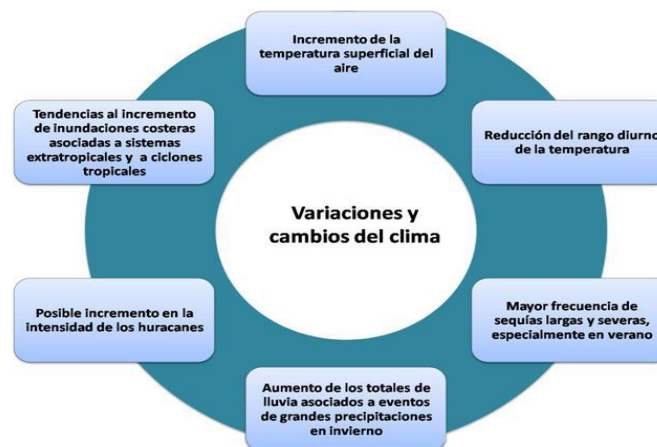 Incremento de la
temperatura superficial del
aire
Tendencias al incremento
de inundaciones costeras
asociadas a sistemas
extratropicales y a ciclones
tropicales
Reducción del rango diurno
de la temperatura
Variaciones y
cambios del clima
Posible incremento en la
intensidad de los huracanes
Mayor frecuencia de
sequías largas y severas,
especialmente en verano
Aumento de los totales de
lluvia asociados a eventos
de grandes precipitaciones
en invierno